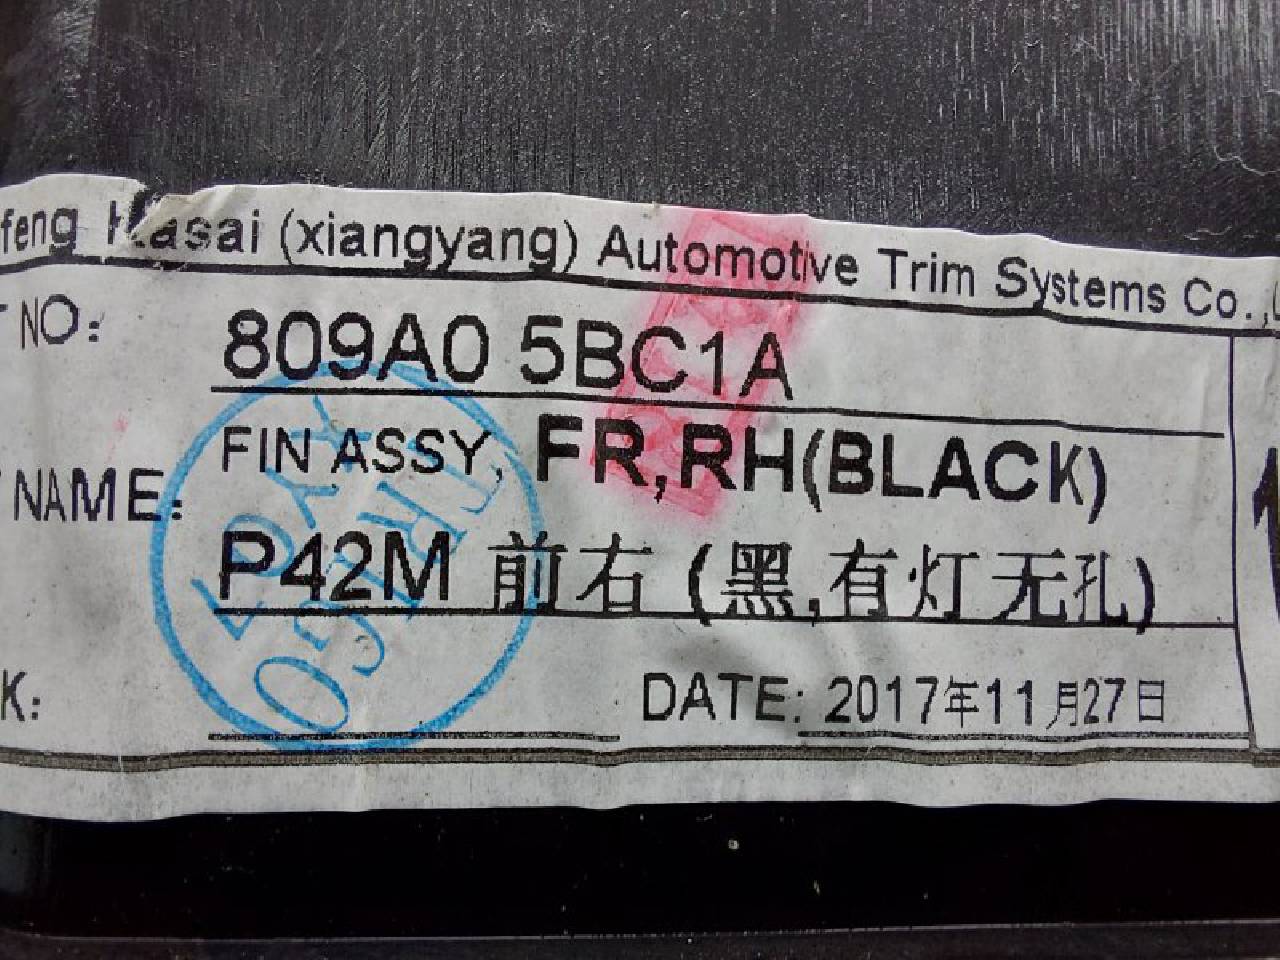 feng Kasai (xiangyang) Automotive Trim Systems Co.,
NO: 809A0 5BC1A
NAME: FIN ASSY, FR,RH(BLACK)
P42M 前右 (黑,有灯无孔)
K: DATE: 2017年11月27日